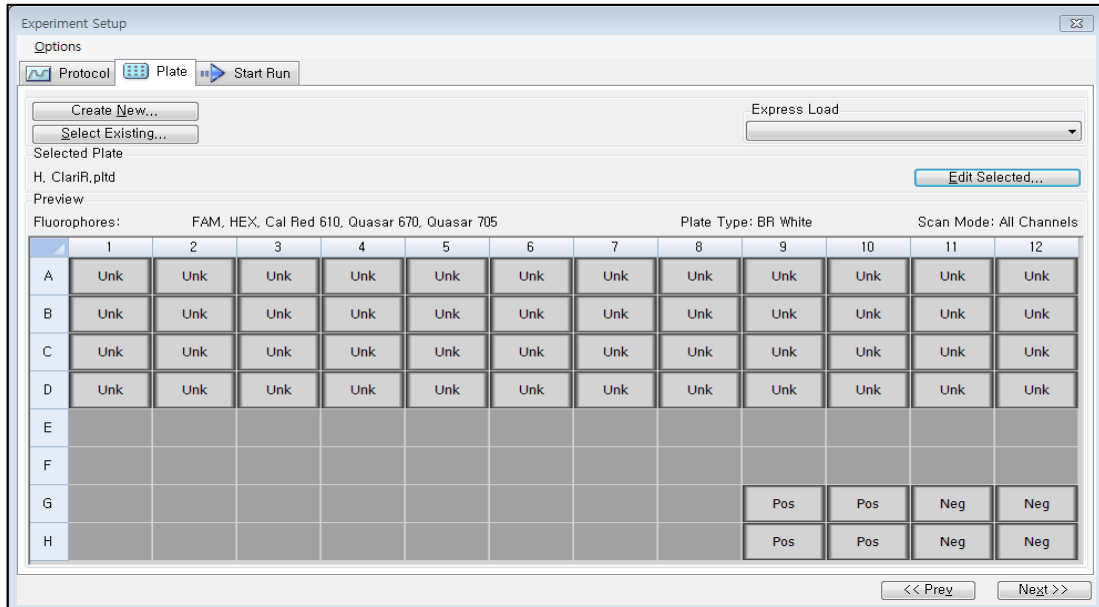 Experiment Setup
Options
Protocol Plate Start Run
Create New...
Express Load
Select Existing...
Selected Plate
H. ClariR.pltd Edit Selected...
Preview
Fluorophores: FAM, HEX, Cal Red 610, Quasar 670, Quasar 705 Plate Type: BR White Scan Mode: All Channels
1 2 3 4 5 6 7 8 9 10 11 12
A Unk Unk Unk Unk Unk Unk Unk Unk Unk Unk Unk Unk
B Unk Unk Unk Unk Unk Unk Unk Unk Unk Unk Unk Unk
C Unk Unk Unk Unk Unk Unk Unk Unk Unk Unk Unk Unk
D Unk Unk Unk Unk Unk Unk Unk Unk Unk Unk Unk Unk
E
F
G Pos Pos Neg Neg
H Pos Pos Neg Neg
<< Prev Next >>